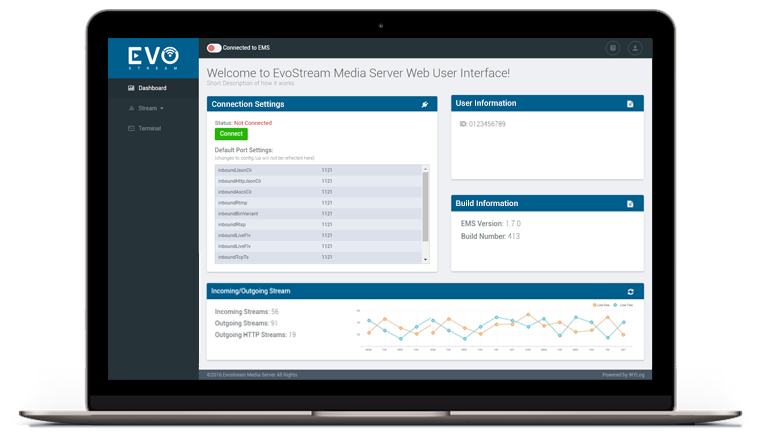 EVO
STREAM
Connected to EMS
Dashboard
Stream
Terminal
Welcome to EvoStream Media Server Web User Interface!
Short Description of how it works
Connection Settings
Status: Not Connected
Connect
Default Port Settings:
(changes to config.lua will not be reflected here)
inboundJsonCli 1121
inboundHttpJsonCli 1121
inboundAsciiCli 1121
inboundRtmp 1121
inboundBinVariant 1121
inboundRtsp 1121
inboundLiveFlv 1121
inboundLiveFlv 1121
inboundTcpTs 1121
User Information
ID: 0123456789
Build Information
EMS Version: 1.7.0
Build Number: 413
Incoming/Outgoing Stream
Incoming Streams: 56
Outgoing Streams: 91
Outgoing HTTP Streams: 19
©2016 EvoStream Media Server All Rights
Powered by